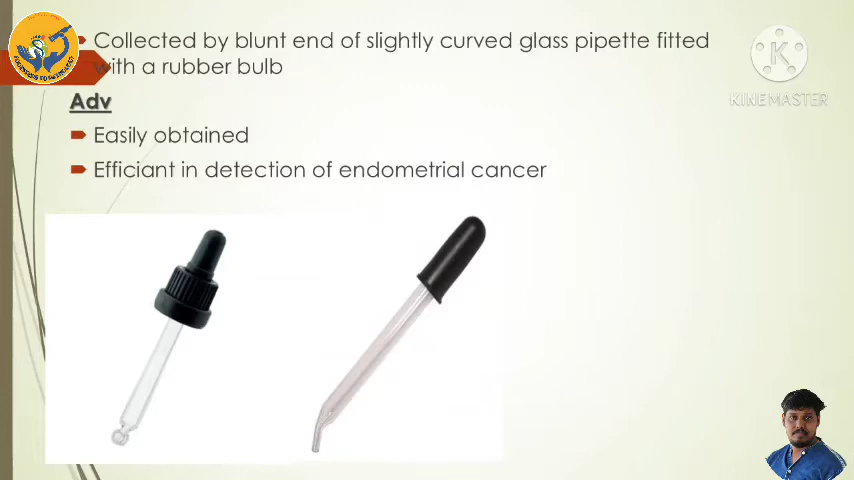 Collected by blunt end of slightly curved glass pipette fitted
with a rubber bulb
Adv
Easily obtained
Efficiant in detection of endometrial cancer
K
KINEMASTER